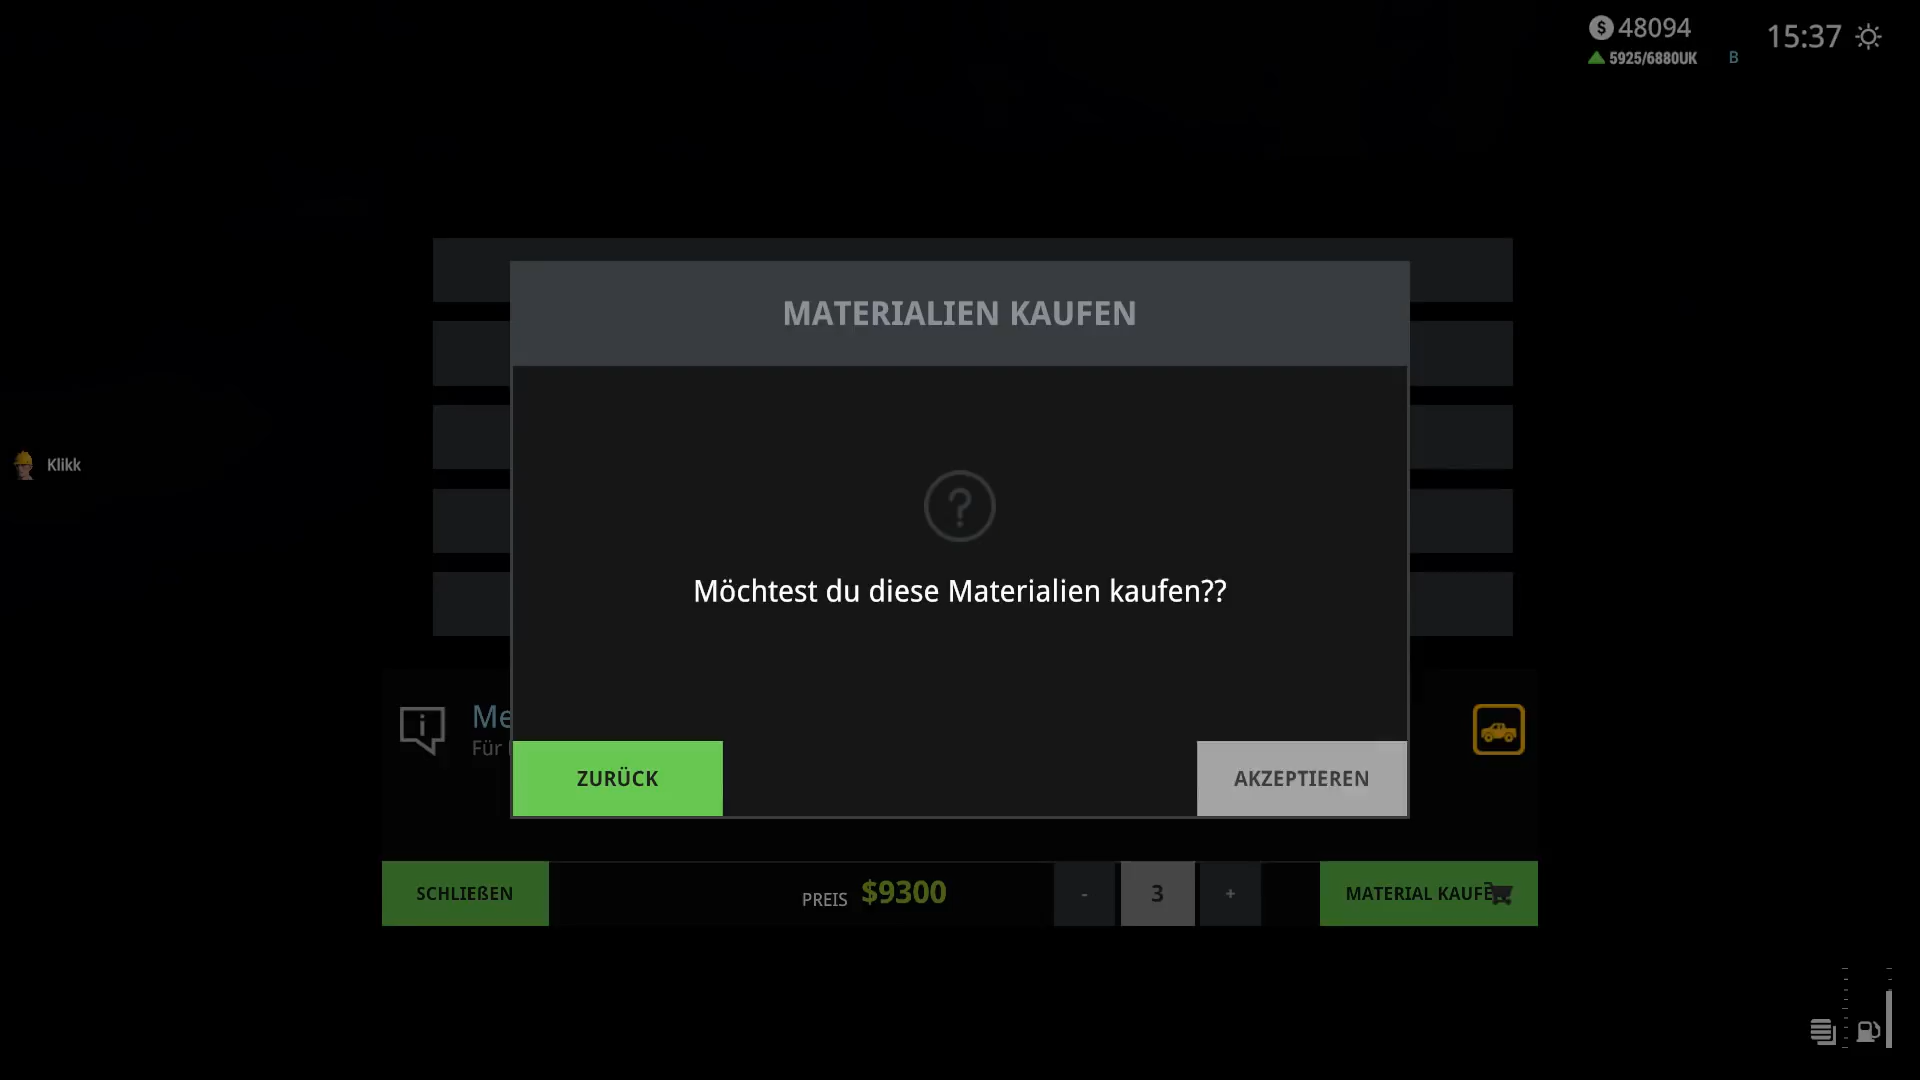 48094
15:37
5925/6880UK
B
MATERIALIEN KAUFEN
Klikk
Möchtest du diese Materialien kaufen??
Me
Für
ZURÜCK
AKZEPTIEREN
SCHLIEẞEN
PREIS $9300
-
3
+
MATERIAL KAUFE